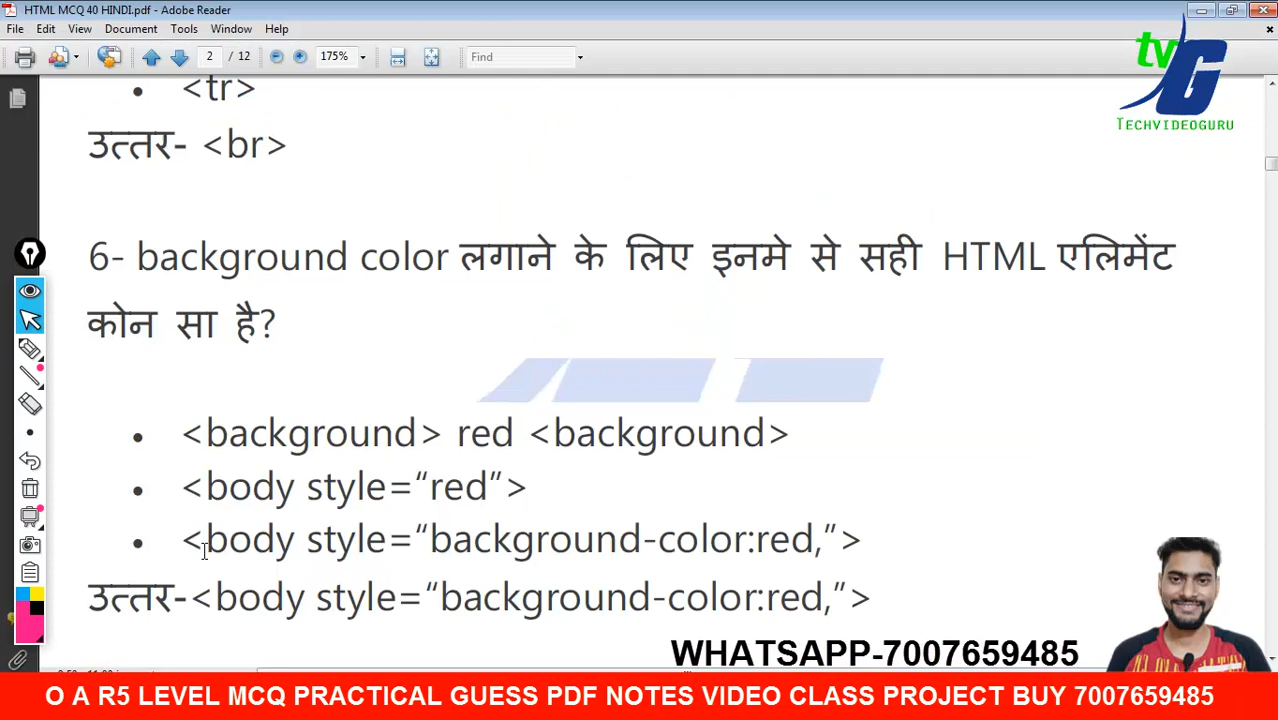 HTML MCQ 40 HINDI.pdf - Adobe Reader
File Edit View Document Tools Window Help
2 / 12 175% Find
tv G
TECHVIDEOGURU
• <tr>
उत्तर- <br>
6- background color लगाने के लिए इनमे से सही HTML एलिमेंट
कोन सा है?
• <background> red <background>
• <body style=“red”>
• <body style=“background-color:red,”>
उत्तर-<body style=“background-color:red,”>
WHATSAPP-7007659485
O A R5 LEVEL MCQ PRACTICAL GUESS PDF NOTES VIDEO CLASS PROJECT BUY 7007659485